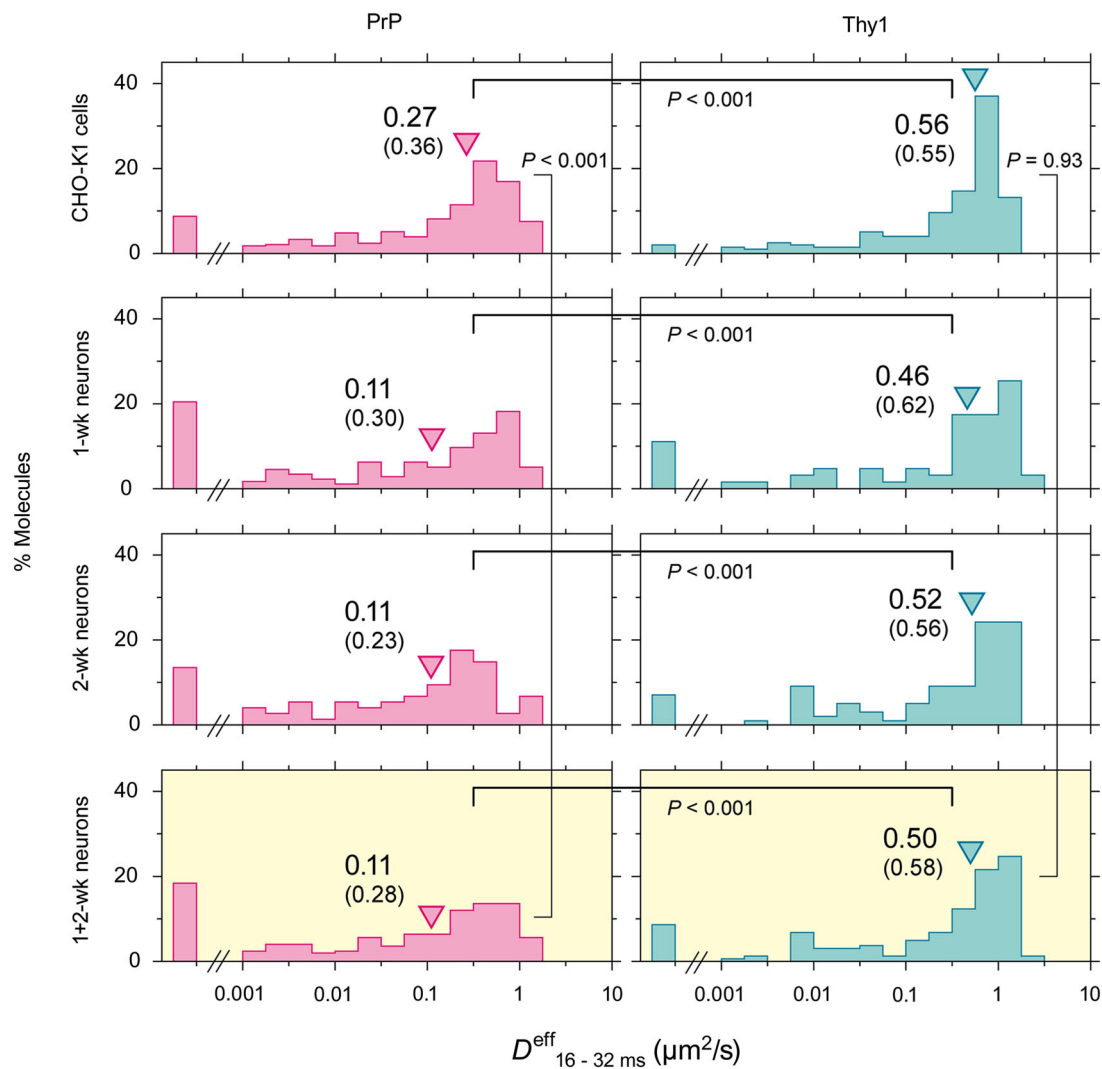 PrP
Thy1
% Molecules
CHO-K1 cells
40
20
0
0.27
(0.36)
P < 0.001
P < 0.001
0.56
(0.55)
P = 0.93
1-wk neurons
40
20
0
0.11
(0.30)
P < 0.001
0.46
(0.62)
2-wk neurons
40
20
0
0.11
(0.23)
P < 0.001
0.52
(0.56)
1+2-wk neurons
40
20
0
0.11
(0.28)
P < 0.001
0.50
(0.58)
0.001 0.01 0.1 1 10
0.001 0.01 0.1 1 10
D^eff_16 - 32 ms (µm²/s)